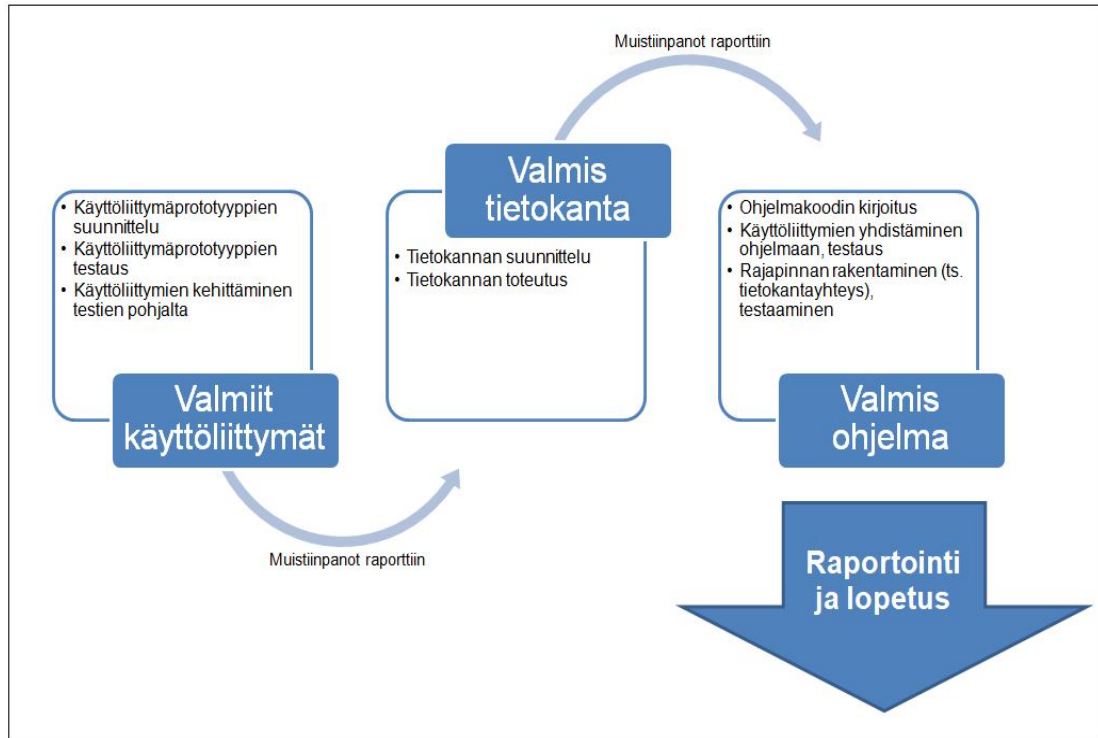 • Käyttöliittymäprototyyppien
suunnittelu
• Käyttöliittymäprototyyppien
testaus
• Käyttöliittymien kehittäminen
testien pohjalta
Valmiit
käyttöliittymät
Muistiinpanot raporttiin
Valmis
tietokanta
• Tietokannan suunnittelu
• Tietokannan toteutus
Muistiinpanot raporttiin
• Ohjelmakoodin kirjoitus
• Käyttöliittymien yhdistäminen
ohjelmaan, testaus
• Rajapinnan rakentaminen (ts.
tietokantayhteys),
testaaminen
Valmis
ohjelma
Raportointi
ja lopetus